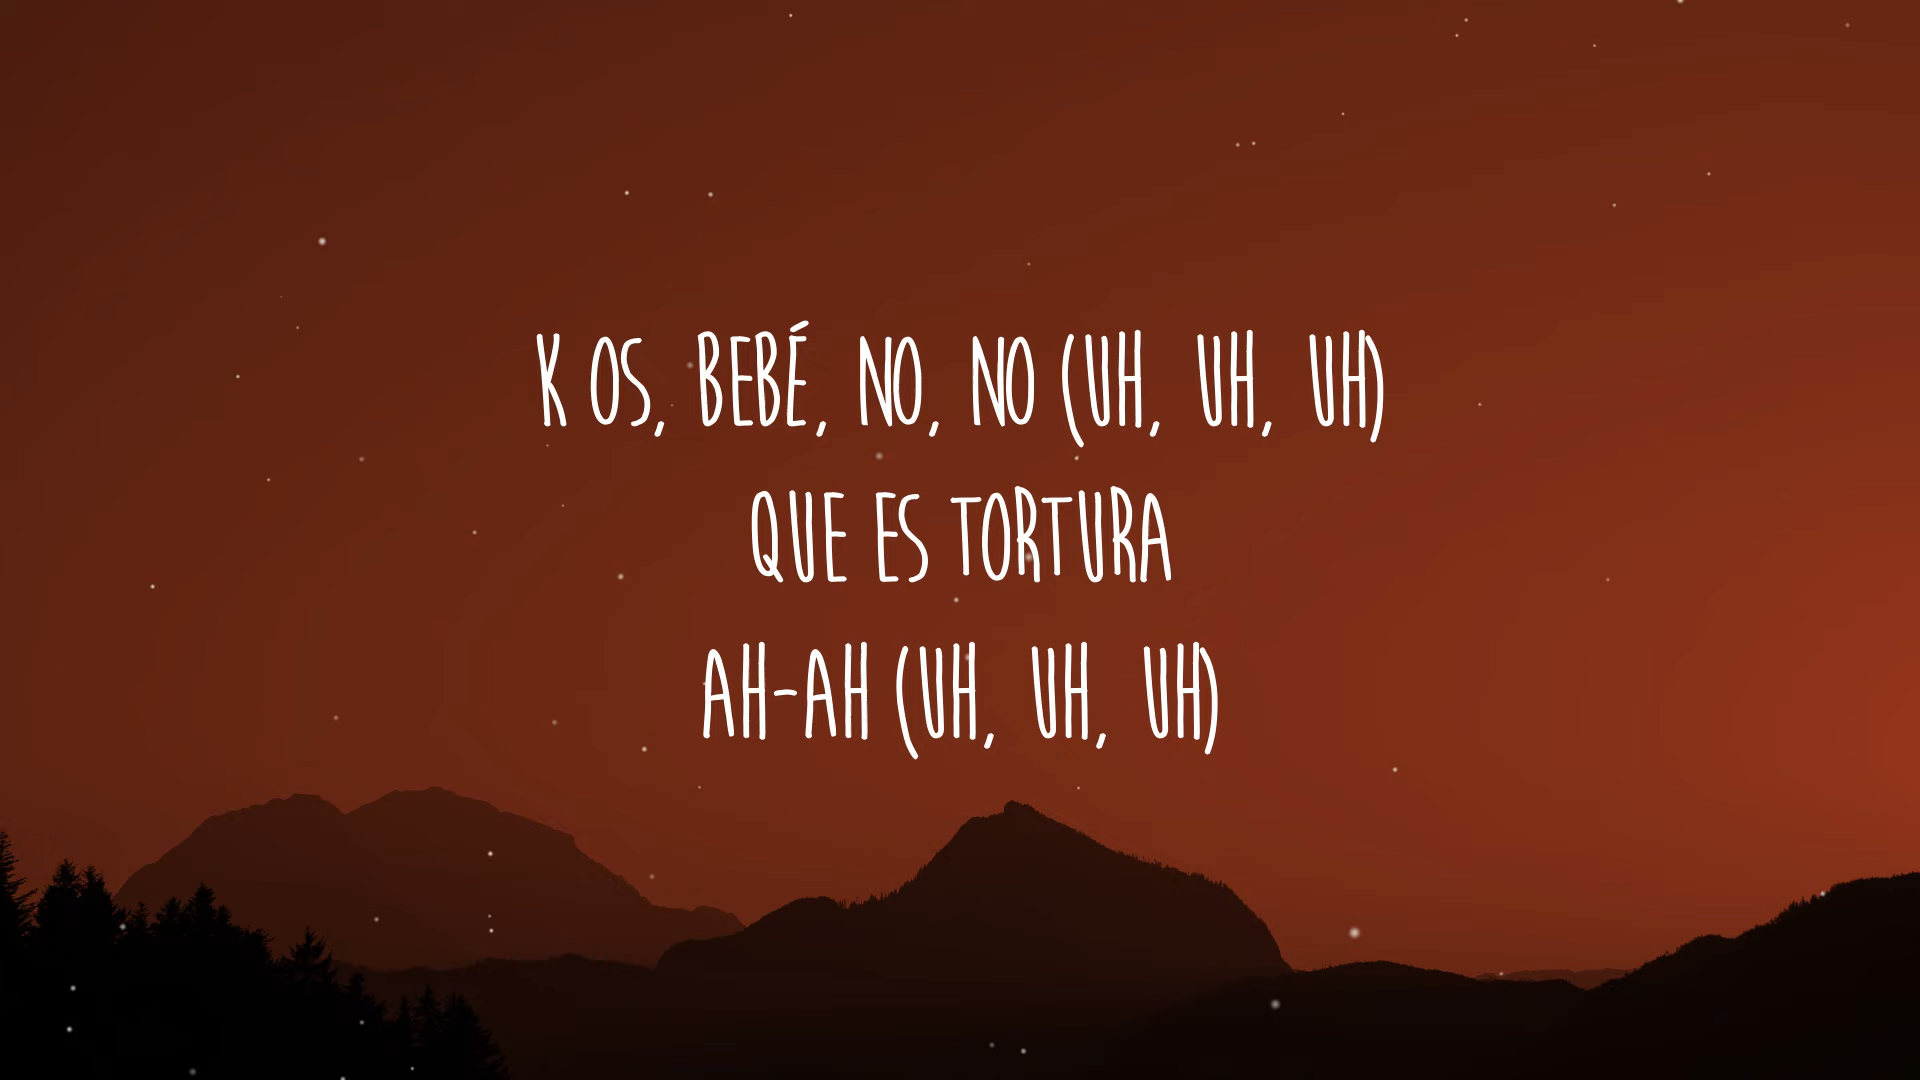 K OS, BEBÉ, NO, NO (UH, UH, UH)
QUE ES TORTURA
AH-AH (UH, UH, UH)